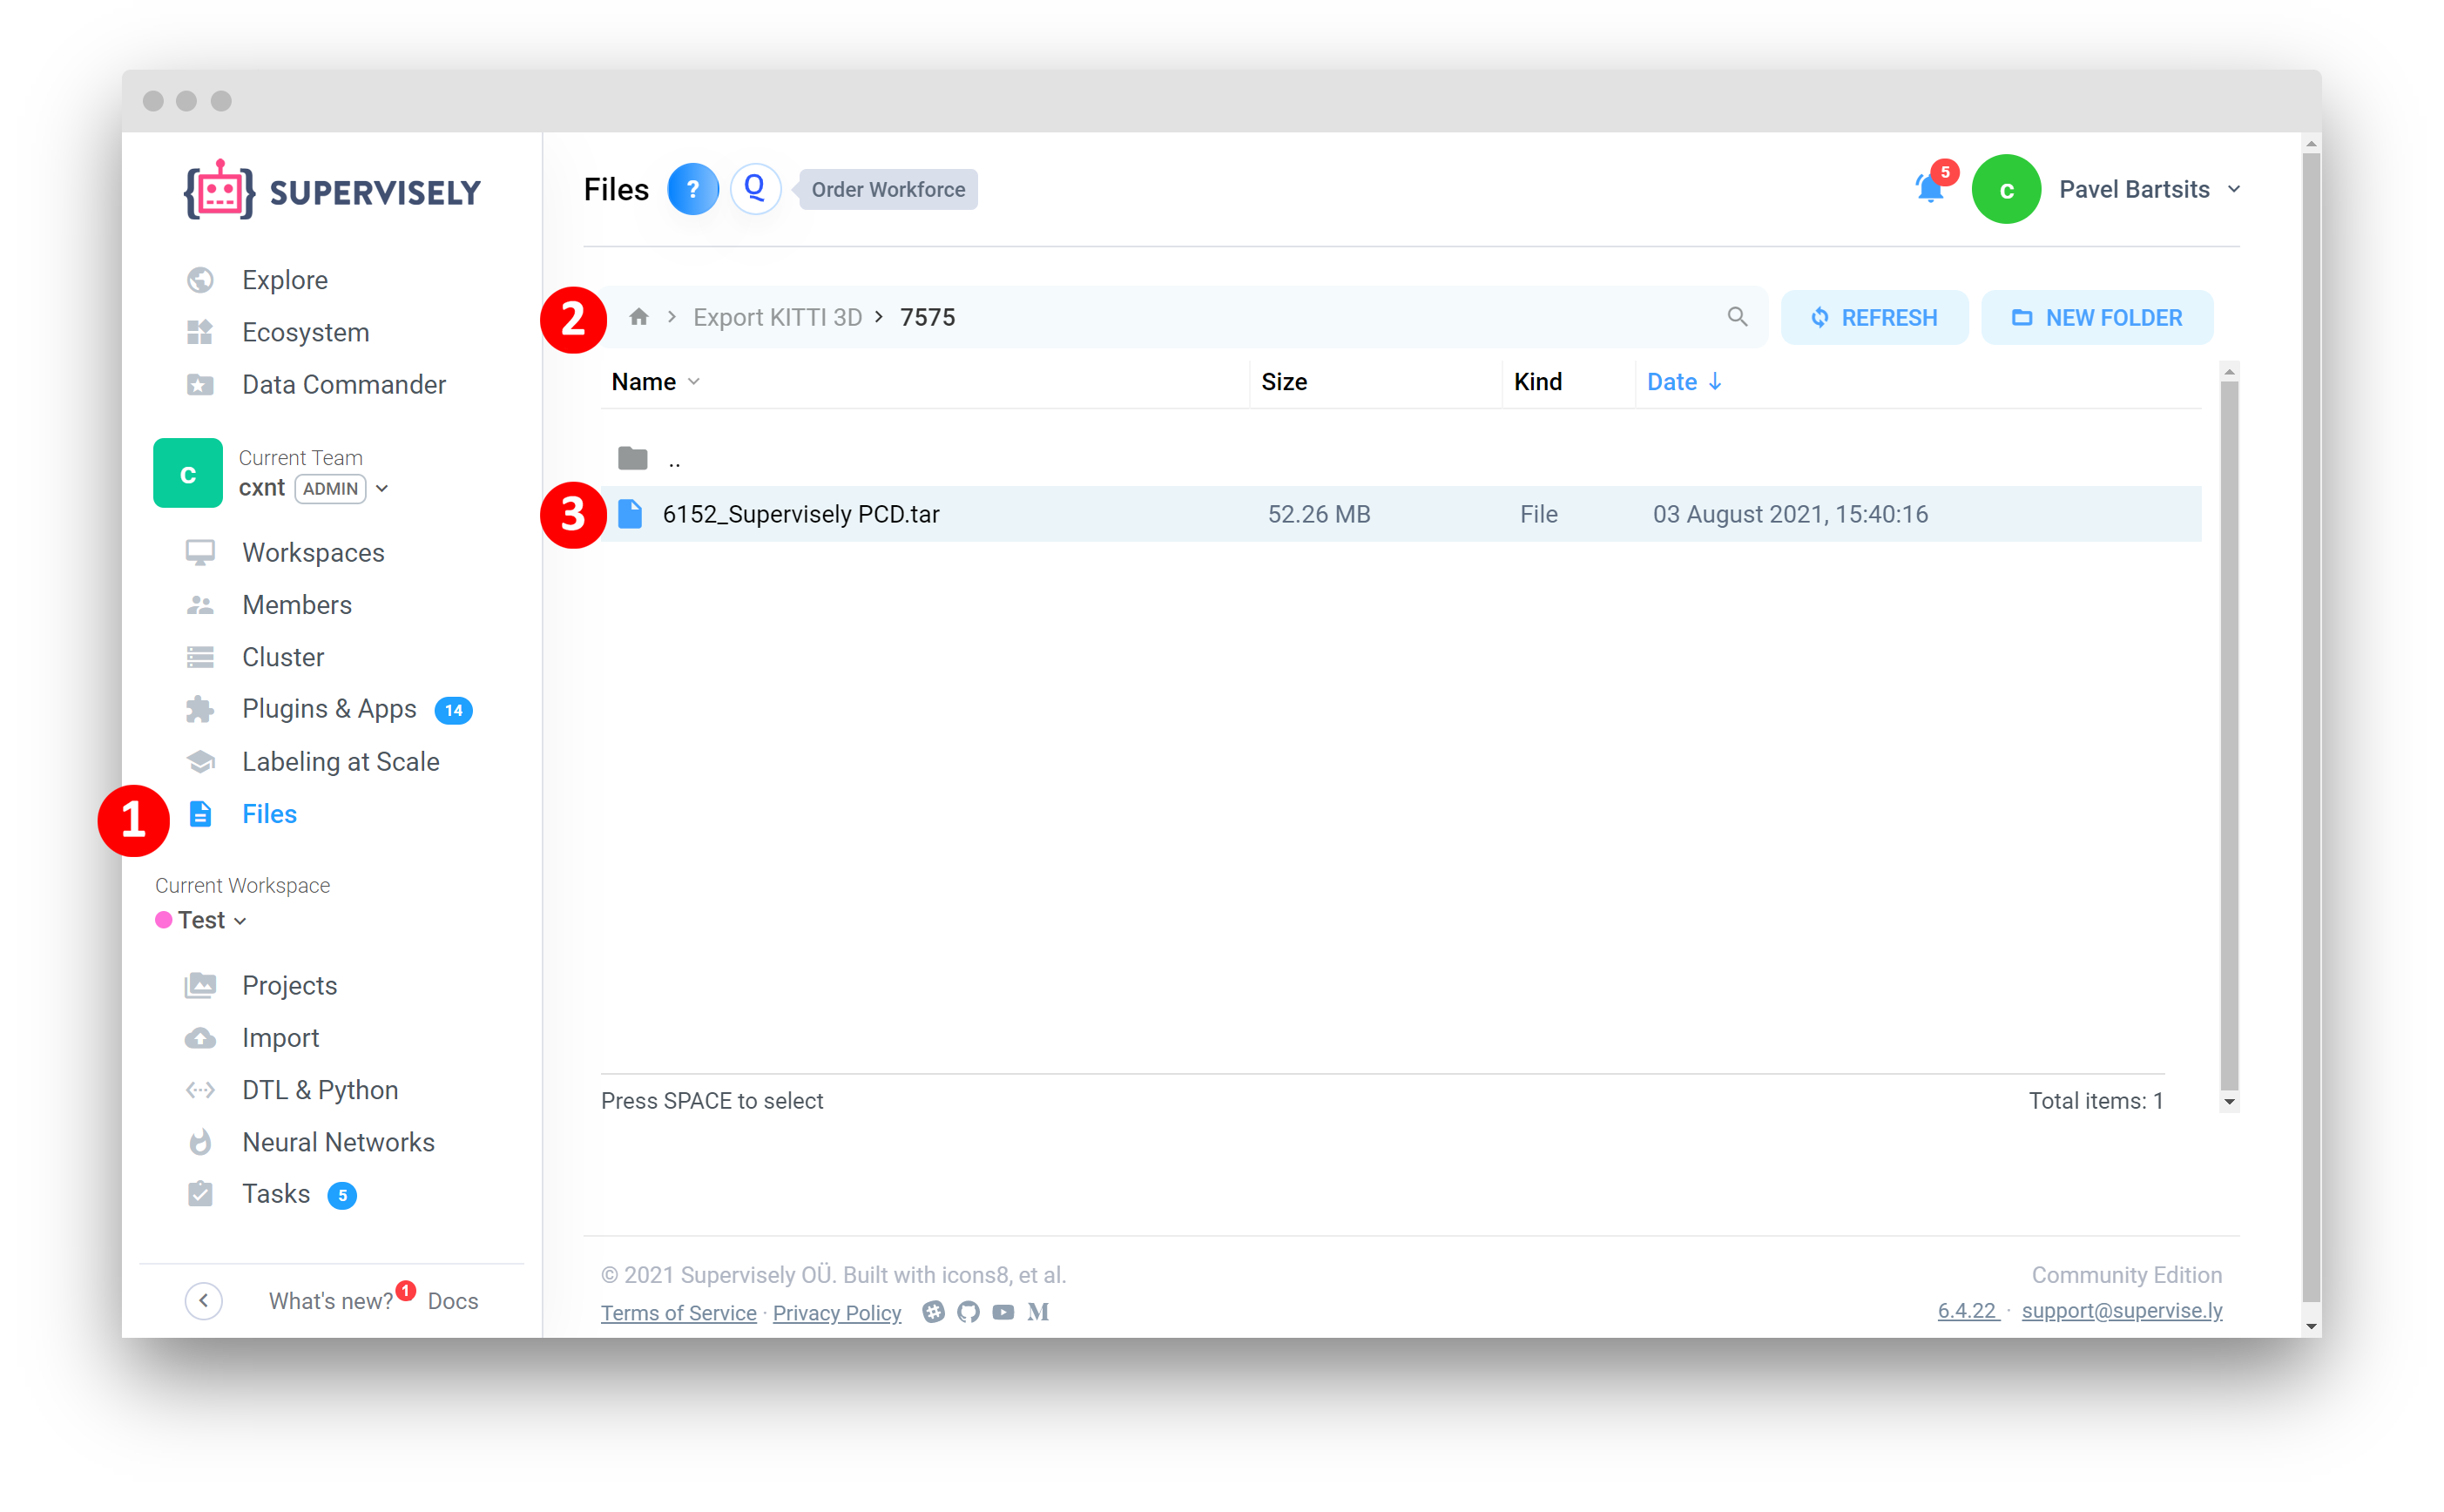 SUPERVISELY
Explore
Ecosystem
Data Commander
c
Current Team
cxnt ADMIN
Workspaces
Members
Cluster
Plugins & Apps 14
Labeling at Scale
1 Files
Current Workspace
Test
Projects
Import
DTL & Python
Neural Networks
Tasks 5
What's new? 1 Docs
Files ? Q Order Workforce
5 c Pavel Bartsits
2 Export KITTI 3D 7575 REFRESH NEW FOLDER
Name Size Kind Date
..
3 6152_Supervisely PCD.tar 52.26 MB File 03 August 2021, 15:40:16
Press SPACE to select Total items: 1
© 2021 Supervisely OÜ. Built with icons8, et al. Community Edition
Terms of Service · Privacy Policy 6.4.22 · support@supervise.ly